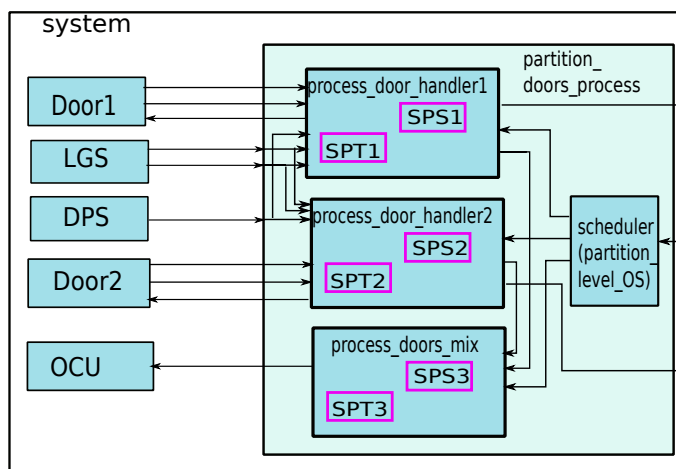 system
partition_
doors_process
process_door_handler1
Door1
SPS1
SPT1
LGS
DPS
process_door_handler2
scheduler
(partition_
level_OS)
SPS2
Door2
SPT2
process_doors_mix
OCU
SPS3
SPT3